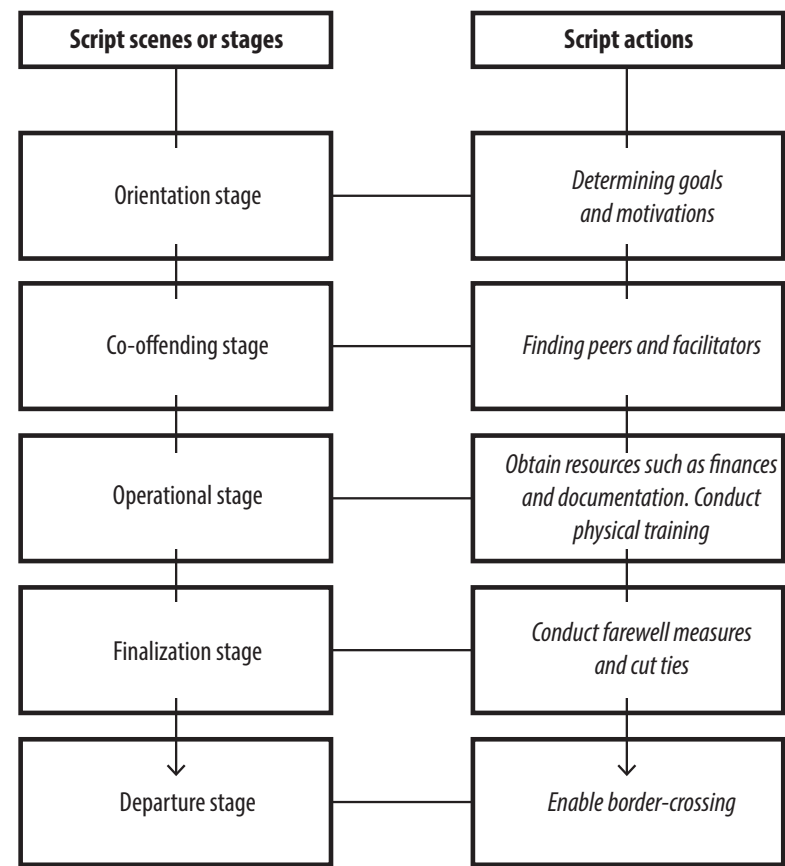 Script scenes or stages
Script actions
Orientation stage
Determining goals
and motivations
Co-offending stage
Finding peers and facilitators
Operational stage
Obtain resources such as finances
and documentation. Conduct
physical training
Finalization stage
Conduct farewell measures
and cut ties
Departure stage
Enable border-crossing